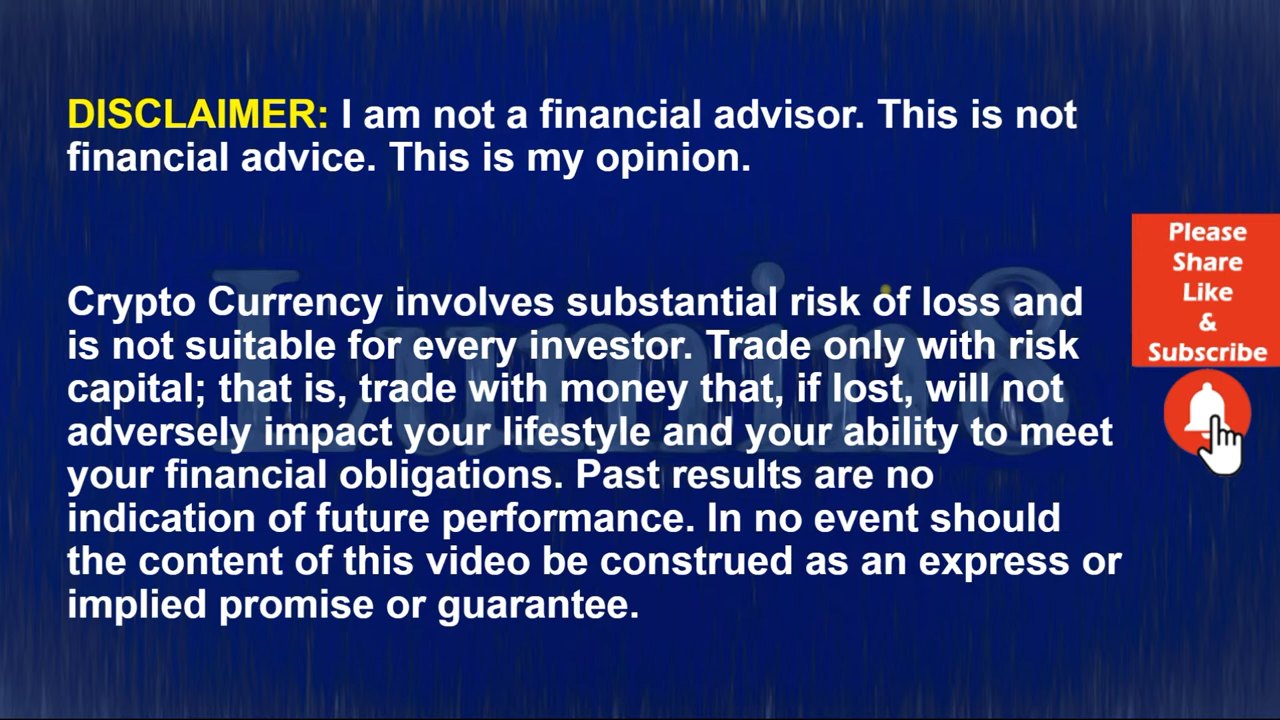 DISCLAIMER: I am not a financial advisor. This is not
financial advice. This is my opinion.
Crypto Currency involves substantial risk of loss and
is not suitable for every investor. Trade only with risk
capital; that is, trade with money that, if lost, will not
adversely impact your lifestyle and your ability to meet
your financial obligations. Past results are no
indication of future performance. In no event should
the content of this video be construed as an express or
implied promise or guarantee.
Please
Share
Like
&
Subscribe